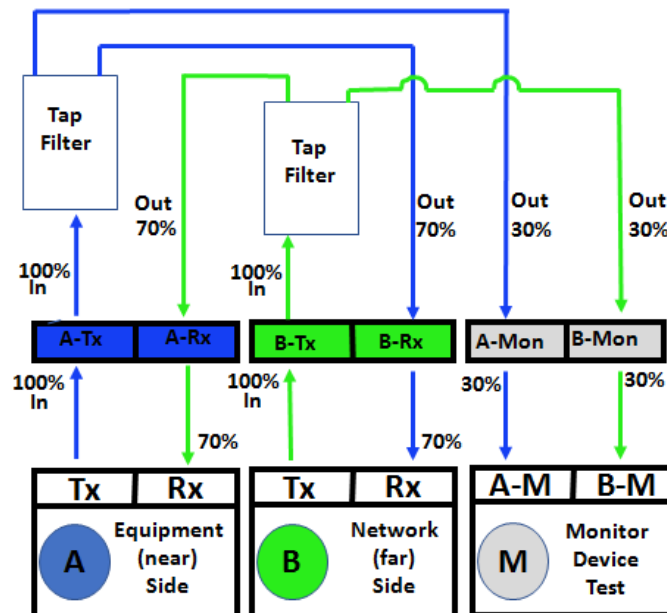 Tap
Filter
Tap
Filter
Out
70%
Out
70%
Out
30%
Out
30%
100%
In
100%
In
A-Tx
A-Rx
B-Tx
B-Rx
A-Mon
B-Mon
100%
In
70%
100%
In
70%
30%
30%
Tx
Rx
Tx
Rx
A-M
B-M
A
Equipment
(near)
Side
B
Network
(far)
Side
M
Monitor
Device
Test